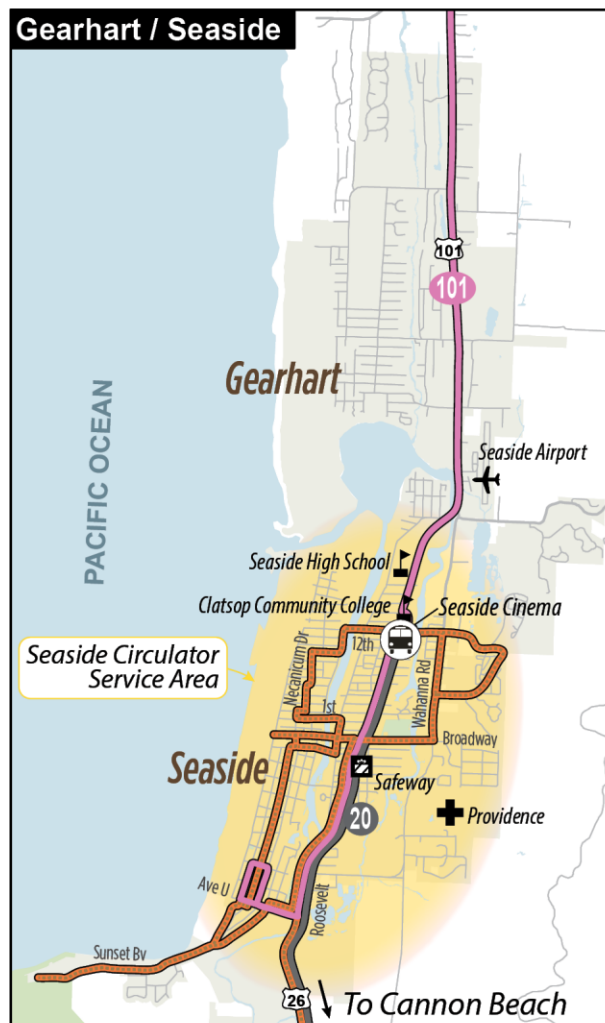 Gearhart / Seaside
101
101
Gearhart
PACIFIC OCEAN
Seaside Airport
Seaside High School
Clatsop Community College
Seaside Cinema
12th
Necanicum Dr
Wahanna Rd
Seaside Circulator
Service Area
1st
Broadway
Seaside
Safeway
20
Providence
Ave U
Roosevelt
Sunset Bv
26
To Cannon Beach